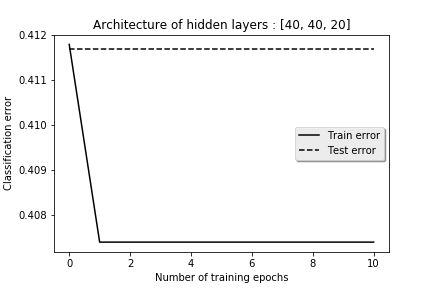 Architecture of hidden layers : [40, 40, 20]
0.412
0.411
0.410
0.409
0.408
Classification error
Train error
Test error
0 2 4 6 8 10
Number of training epochs